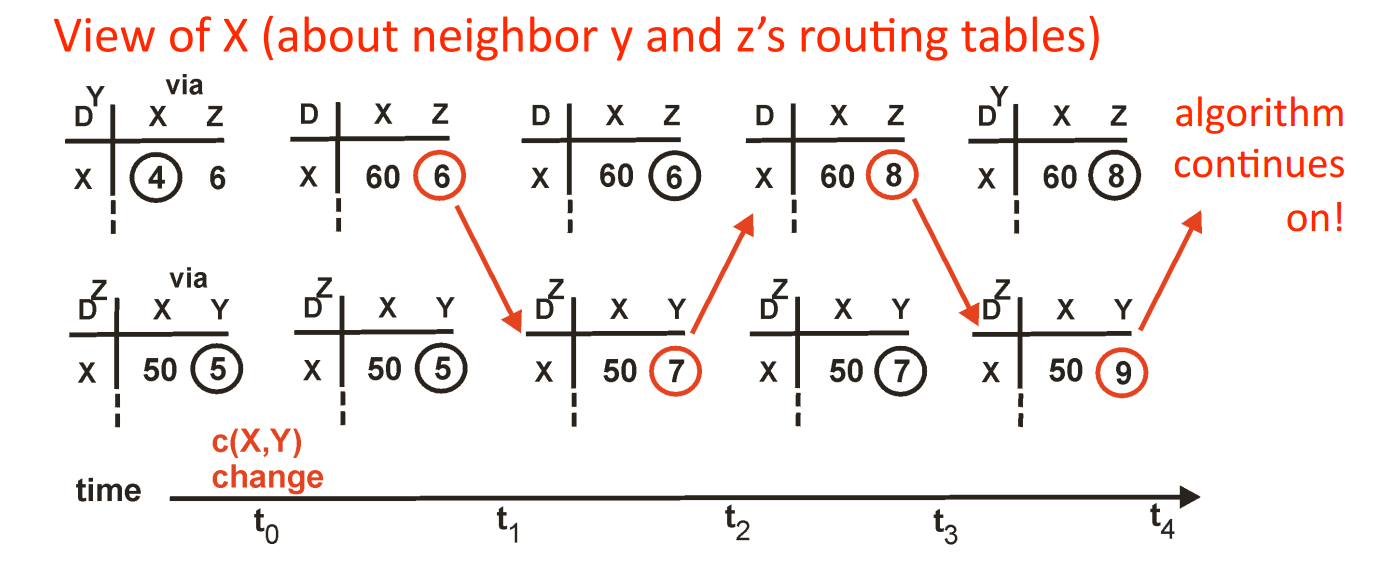 View of X (about neighbor y and z’s routing tables)
via
D Y X Z
X 4 6
D X Z
X 60 6
D X Z
X 60 6
D X Z
X 60 8
D Y X Z
X 60 8
algorithm
continues
on!
via
D Z X Y
X 50 5
D Z X Y
X 50 5
D Z X Y
X 50 7
D Z X Y
X 50 7
D Z X Y
X 50 9
c(X,Y)
change
time
t0 t1 t2 t3 t4